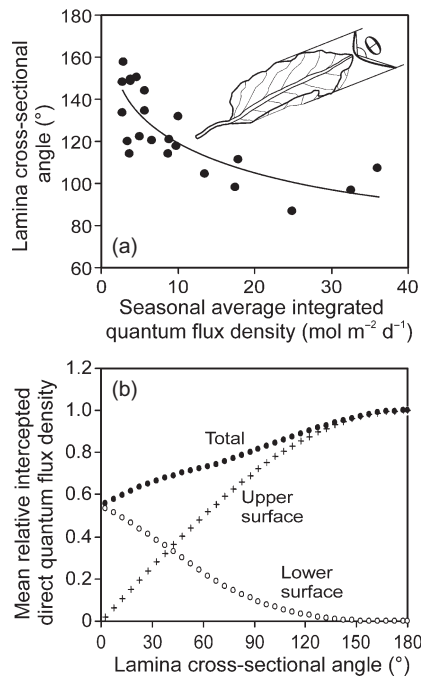 180
160
140
120
100
80
60
Lamina cross-sectional
angle (°)
(a)
θ
0 10 20 30 40
Seasonal average integrated
quantum flux density (mol m⁻² d⁻¹)
1.2
1.0
0.8
0.6
0.4
0.2
0
Mean relative intercepted
direct quantum flux density
(b)
Total
Upper
surface
Lower
surface
0 30 60 90 120 150 180
Lamina cross-sectional angle (°)